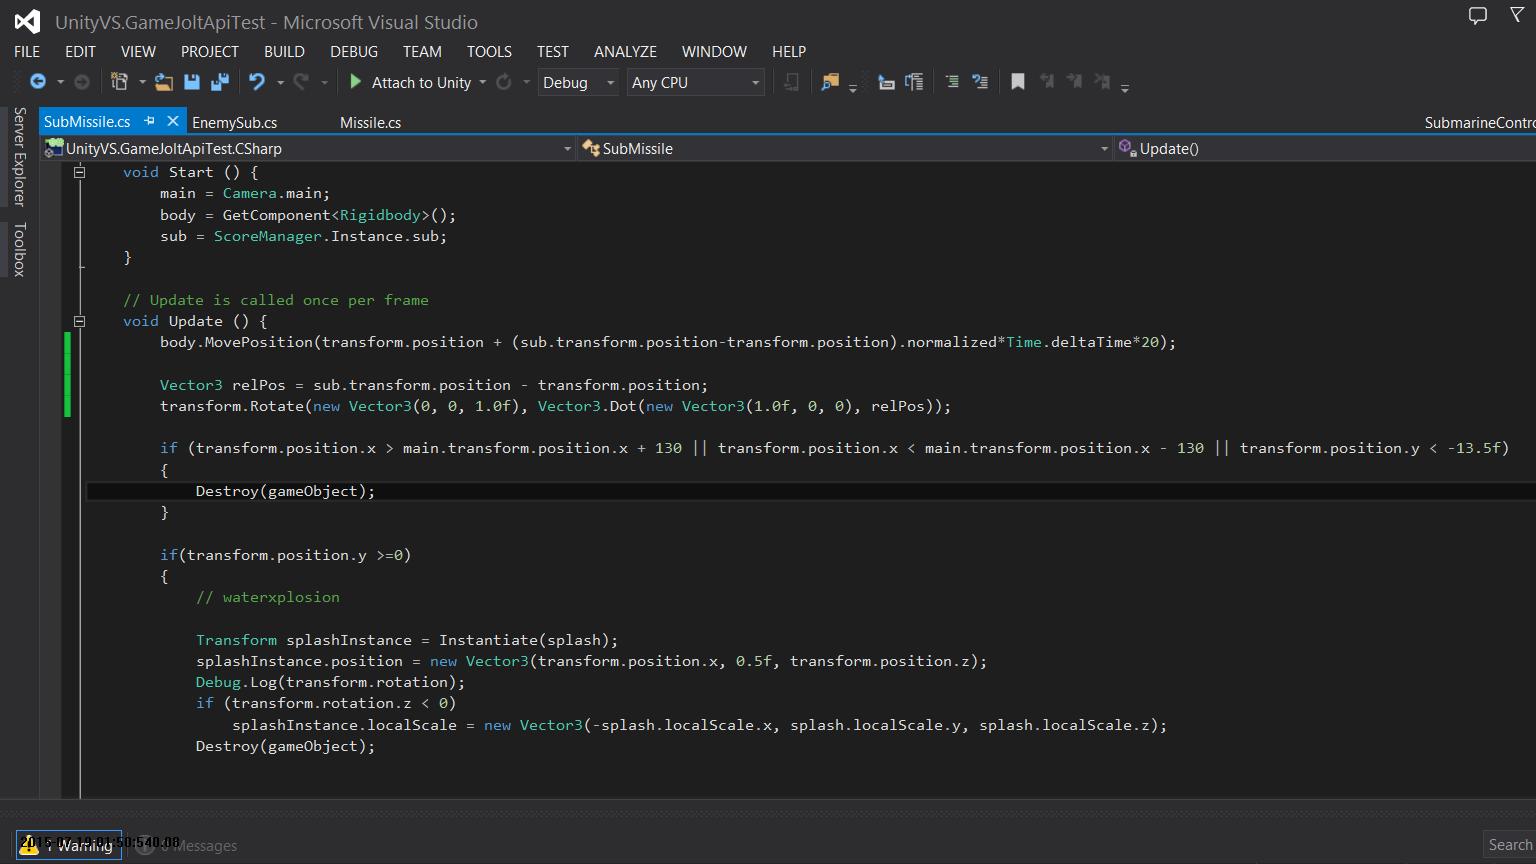 UnityVS.GameJoltApiTest - Microsoft Visual Studio
FILE EDIT VIEW PROJECT BUILD DEBUG TEAM TOOLS TEST ANALYZE WINDOW HELP
Attach to Unity Debug Any CPU
Server Explorer
Toolbox
SubMissile.cs EnemySub.cs Missile.cs SubmarineContro
UnityVS.GameJoltApiTest.CSharp SubMissile Update()
void Start () {
main = Camera.main;
body = GetComponent<Rigidbody>();
sub = ScoreManager.Instance.sub;
}
// Update is called once per frame
void Update () {
body.MovePosition(transform.position + (sub.transform.position-transform.position).normalized*Time.deltaTime*20);
Vector3 relPos = sub.transform.position - transform.position;
transform.Rotate(new Vector3(0, 0, 1.0f), Vector3.Dot(new Vector3(1.0f, 0, 0), relPos));
if (transform.position.x > main.transform.position.x + 130 || transform.position.x < main.transform.position.x - 130 || transform.position.y < -13.5f)
{
Destroy(gameObject);
}
if(transform.position.y >=0)
{
// waterxplosion
Transform splashInstance = Instantiate(splash);
splashInstance.position = new Vector3(transform.position.x, 0.5f, transform.position.z);
Debug.Log(transform.rotation);
if (transform.rotation.z < 0)
splashInstance.localScale = new Vector3(-splash.localScale.x, splash.localScale.y, splash.localScale.z);
Destroy(gameObject);
1 Warning 0 Messages
Search